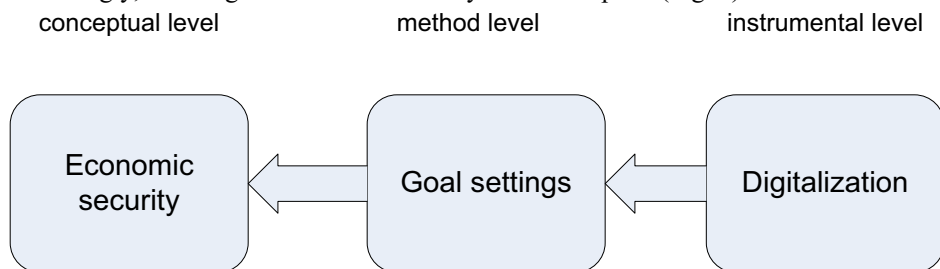 conceptual level method level instrumental level
Economic
security
Goal settings
Digitalization